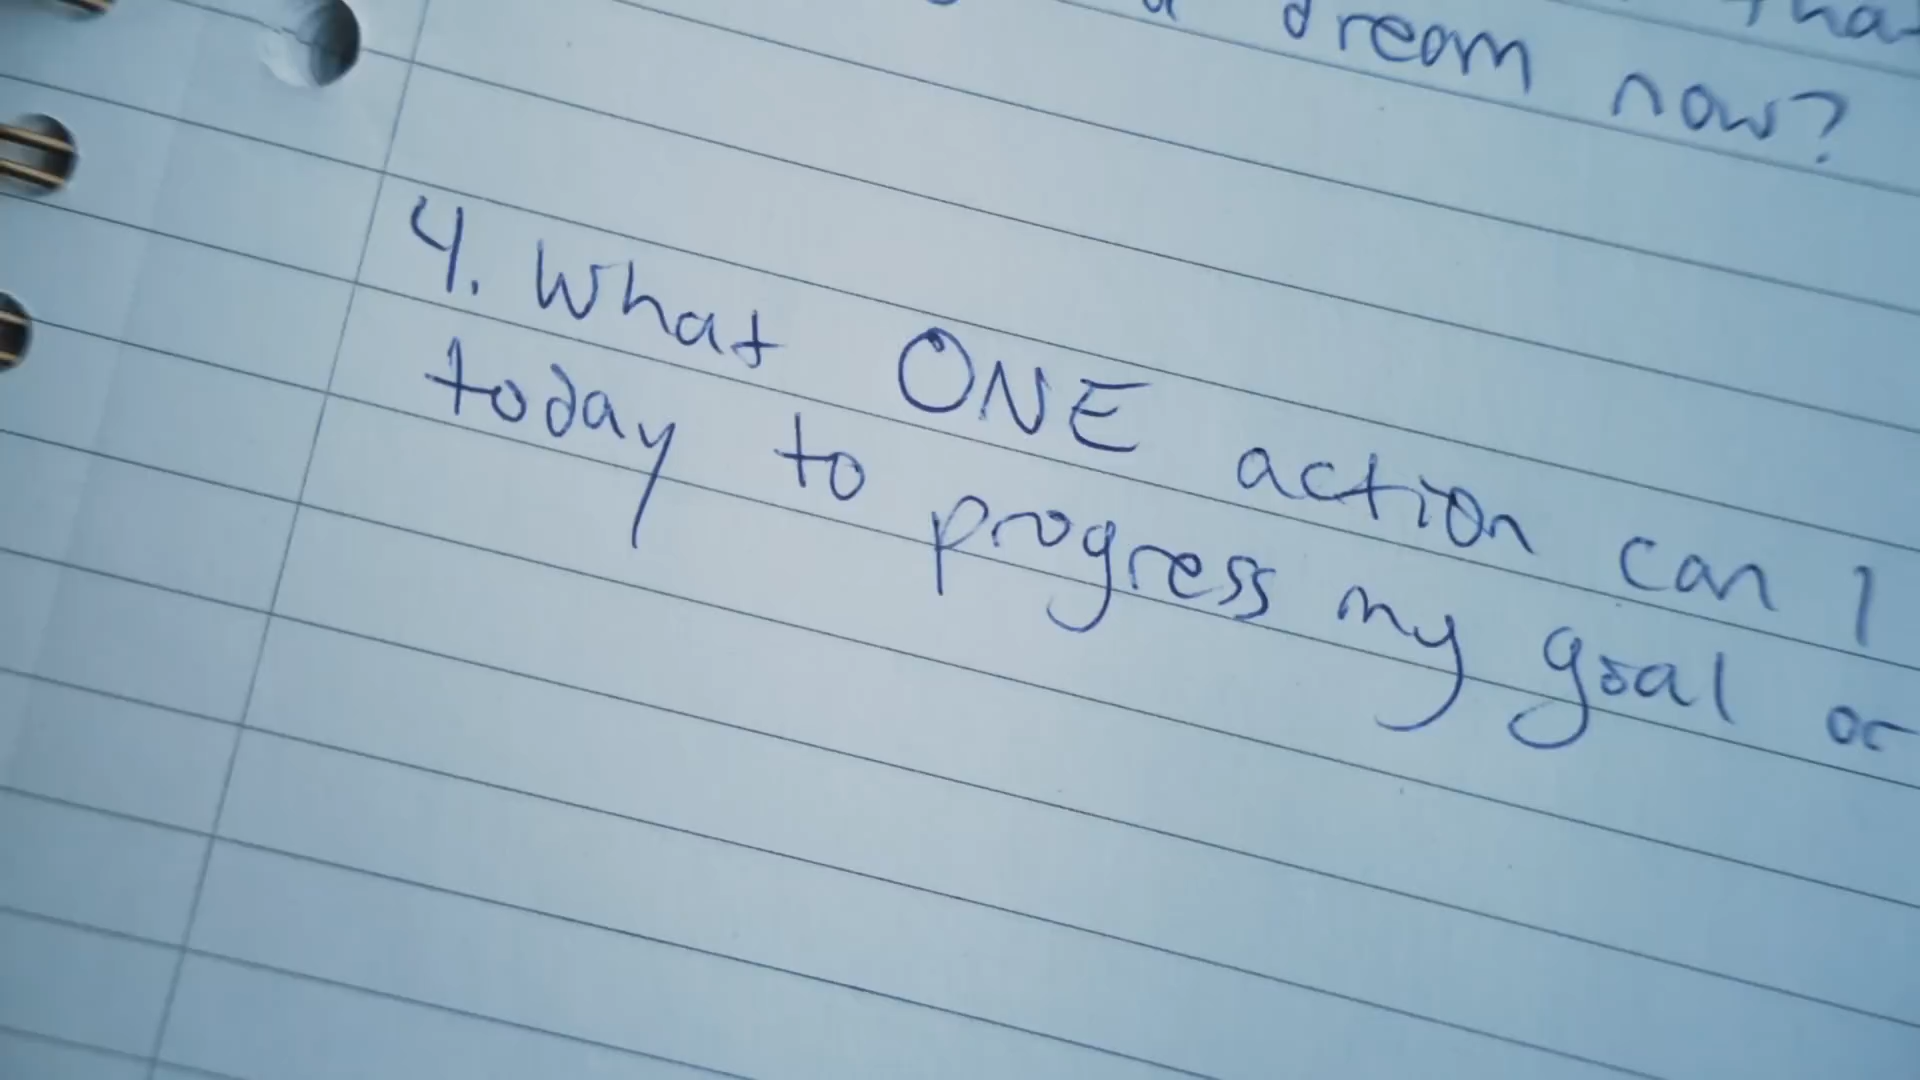 dream now?
4. What ONE action can I
today to progress my goal or